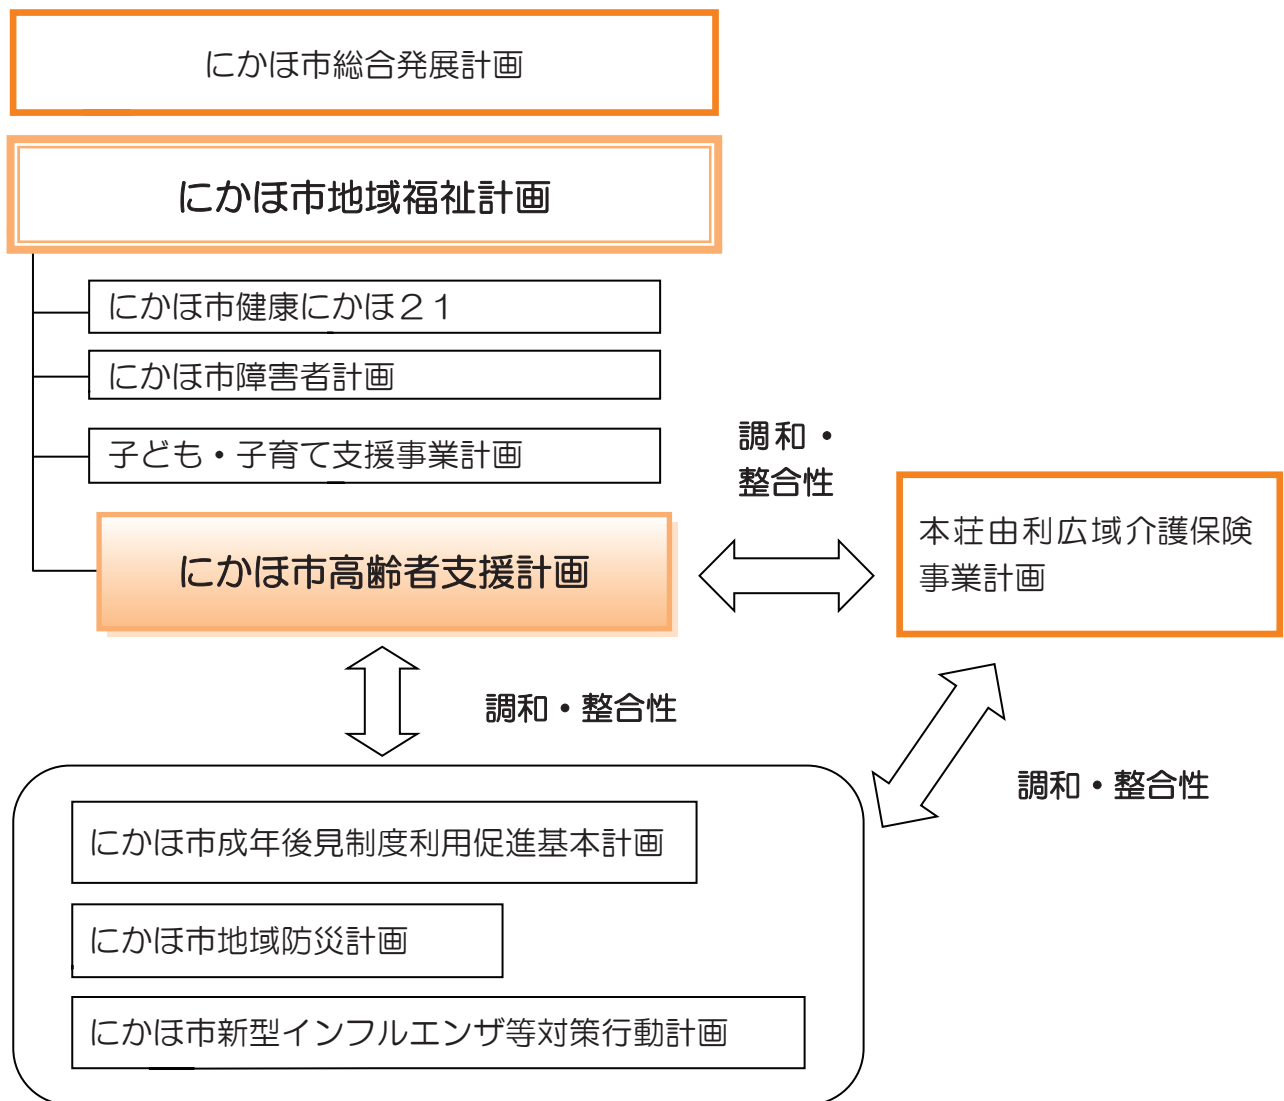 にかほ市総合発展計画
にかほ市地域福祉計画
にかほ市健康にかほ２１
にかほ市障害者計画
子ども・子育て支援事業計画
にかほ市高齢者支援計画
調和・
整合性
本荘由利広域介護保険
事業計画
調和・整合性
調和・整合性
にかほ市成年後見制度利用促進基本計画
にかほ市地域防災計画
にかほ市新型インフルエンザ等対策行動計画